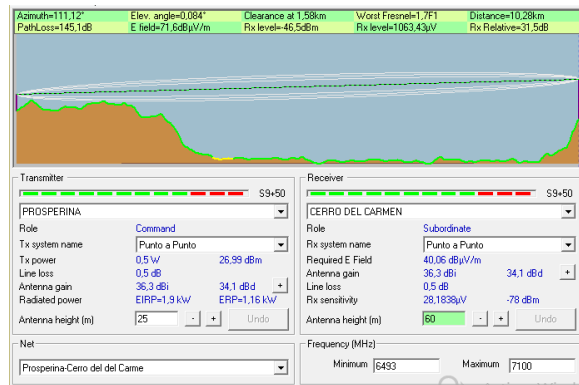 Azimuth=111,12° Elev. angle=0,084° Clearance at 1,58km Worst Fresnel=1,7F1 Distance=10,28km
PathLoss=145,1dB E field=71,6dBµV/m Rx level=-46,5dBm Rx level=1063,43µV Rx Relative=31,5dB
Transmitter
S9+50
PROSPERINA
Role Command
Tx system name Punto a Punto
Tx power 0,5 W 26,99 dBm
Line loss 0,5 dB
Antenna gain 36,3 dBi 34,1 dBd +
Radiated power EIRP=1,9 kW ERP=1,16 kW
Antenna height (m) 25 - + Undo
Receiver
S9+50
CERRO DEL CARMEN
Role Subordinate
Rx system name Punto a Punto
Required E Field 40,06 dBµV/m
Antenna gain 36,3 dBi 34,1 dBd +
Line loss 0,5 dB
Rx sensitivity 28,1838µV -78 dBm
Antenna height (m) 60 - + Undo
Net
Prosperina-Cerro del del Carme
Frequency (MHz)
Minimum 6493 Maximum 7100